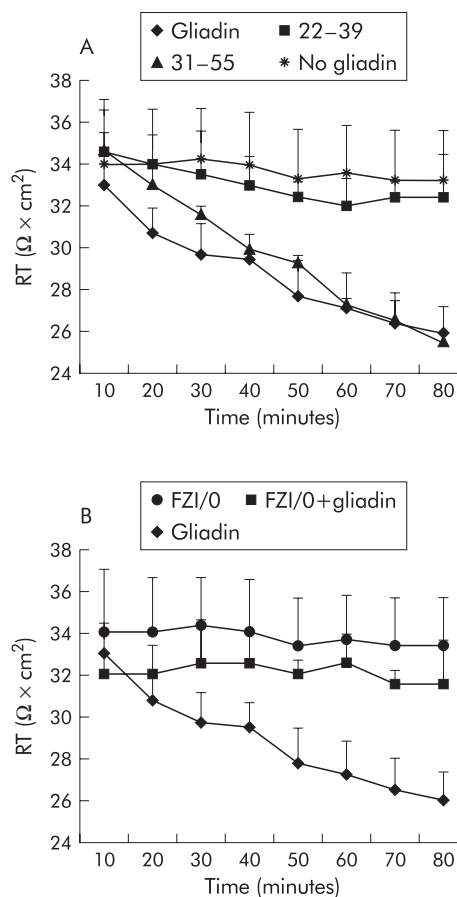 A
Gliadin 22–39
31–55 No gliadin
38
36
34
32
30
28
26
24
RT (Ω × cm²)
10 20 30 40 50 60 70 80
Time (minutes)
B
FZI/0 FZI/0+gliadin
Gliadin
38
36
34
32
30
28
26
24
RT (Ω × cm²)
10 20 30 40 50 60 70 80
Time (minutes)